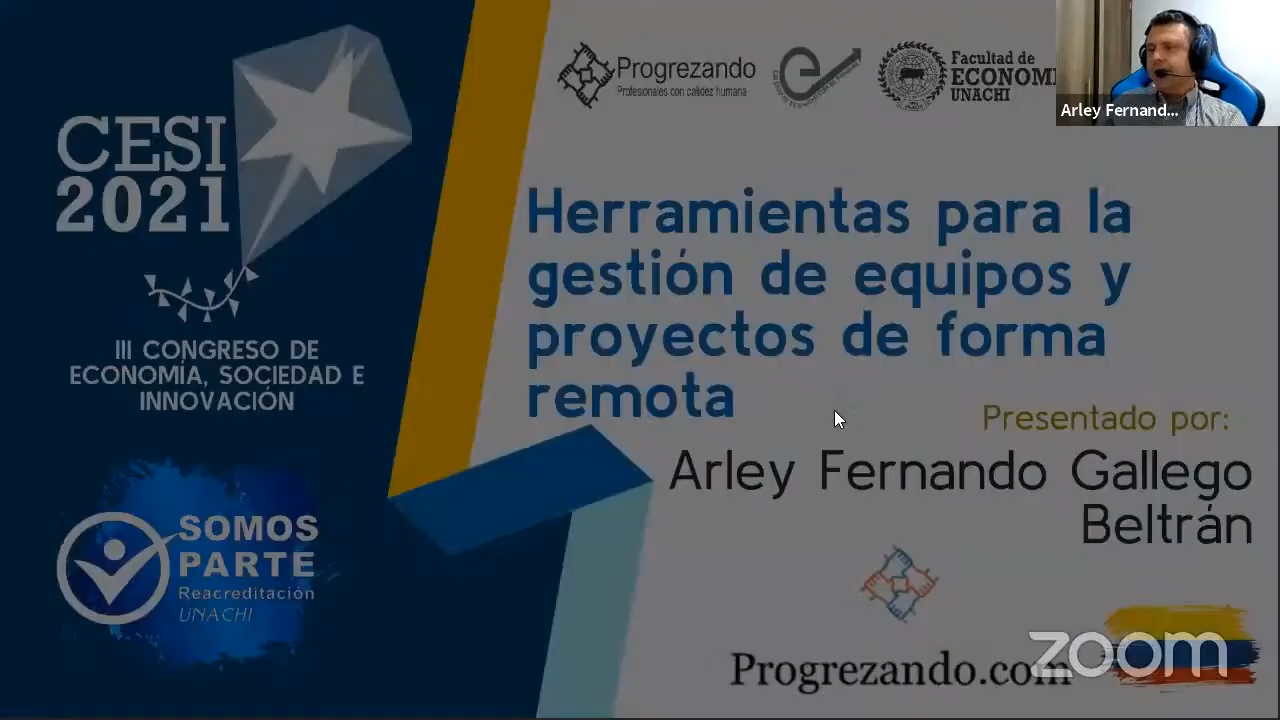 CESI
2021
III CONGRESO DE
ECONOMÍA, SOCIEDAD E
INNOVACIÓN
SOMOS
PARTE
Reacreditación
UNACHI
Progrezando
Profesionales con calidez humana
Facultad de
ECONOM
UNACHI
Arley Fernand...
Herramientas para la
gestión de equipos y
proyectos de forma
remota
Presentado por:
Arley Fernando Gallego
Beltrán
Progrezando.com
zoom